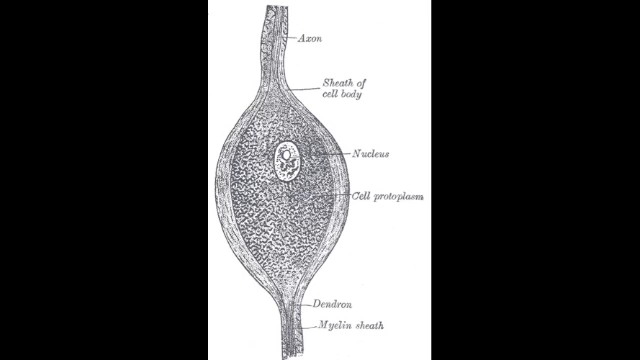 Axon
Sheath of
cell body
Nucleus
Cell protoplasm
Dendron
Myelin sheath